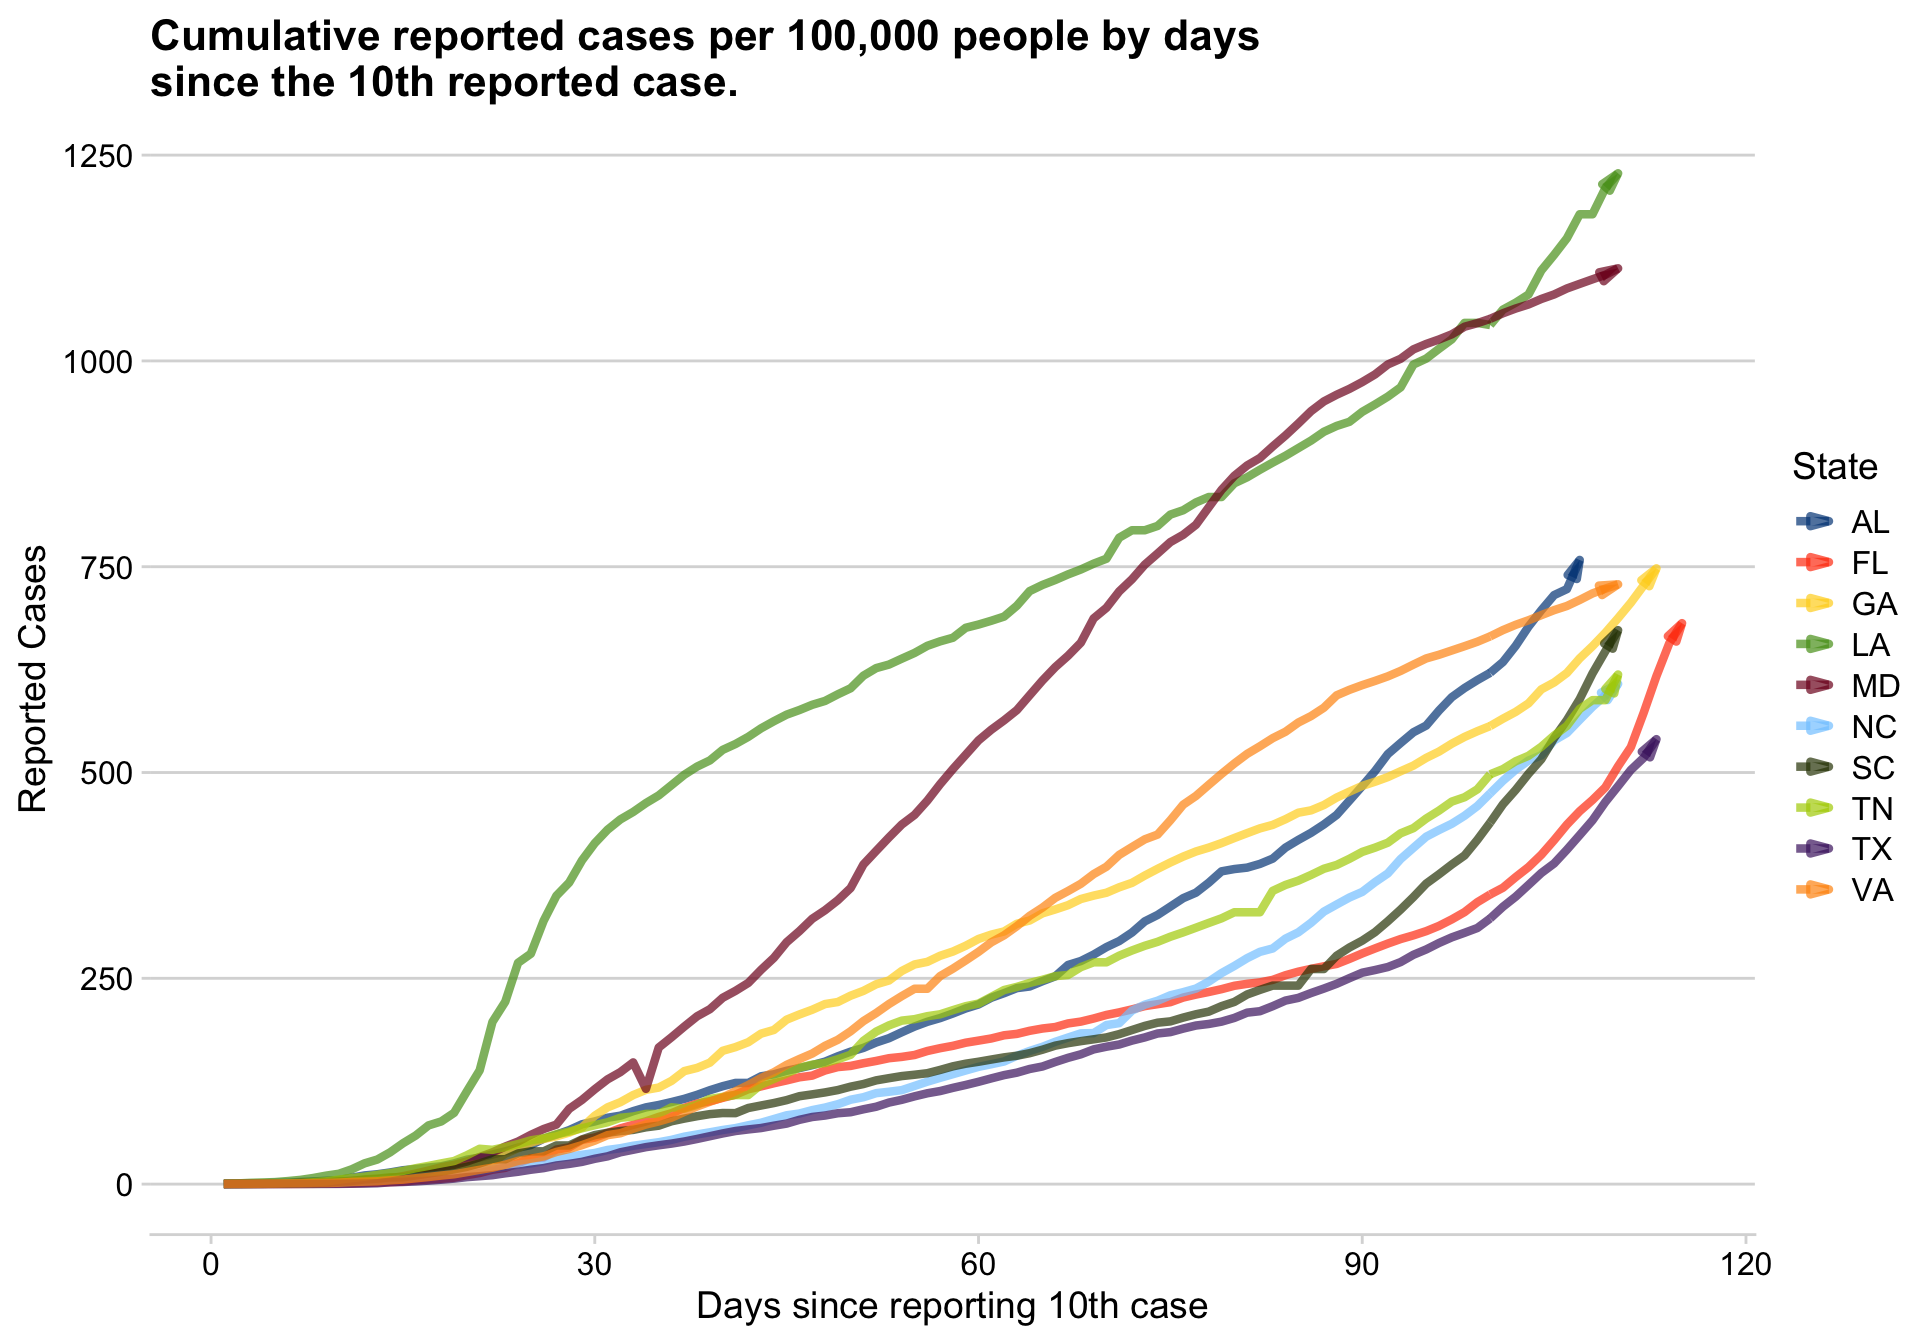 Cumulative reported cases per 100,000 people by days
since the 10th reported case.
1250
1000
750
500
250
0
Reported Cases
0 30 60 90 120
Days since reporting 10th case
State
AL
FL
GA
LA
MD
NC
SC
TN
TX
VA